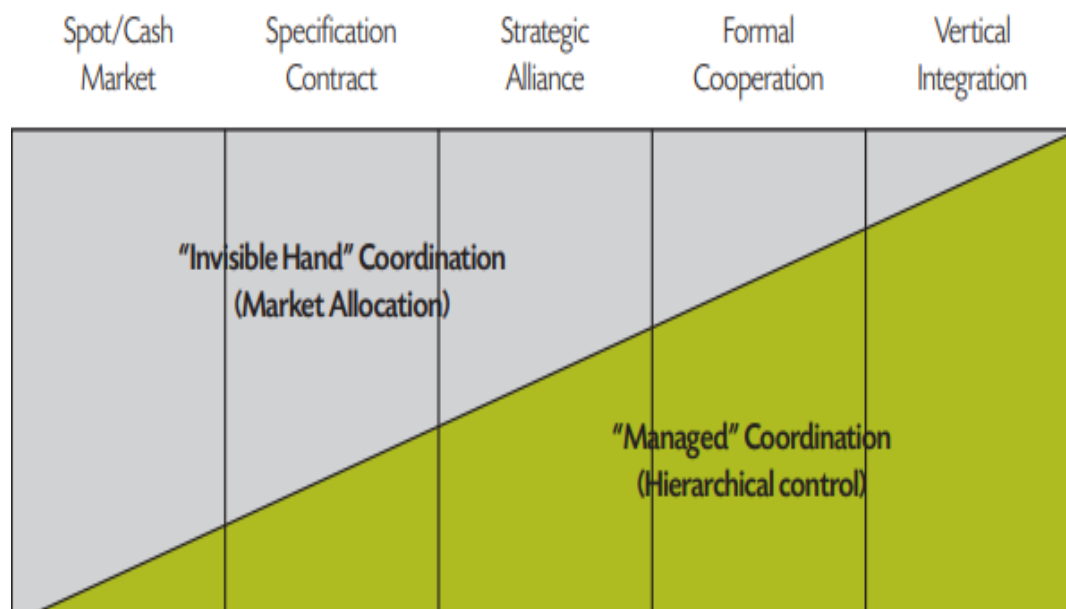 Spot/Cash
Market
Specification
Contract
Strategic
Alliance
Formal
Cooperation
Vertical
Integration
“Invisible Hand” Coordination
(Market Allocation)
“Managed” Coordination
(Hierarchical control)